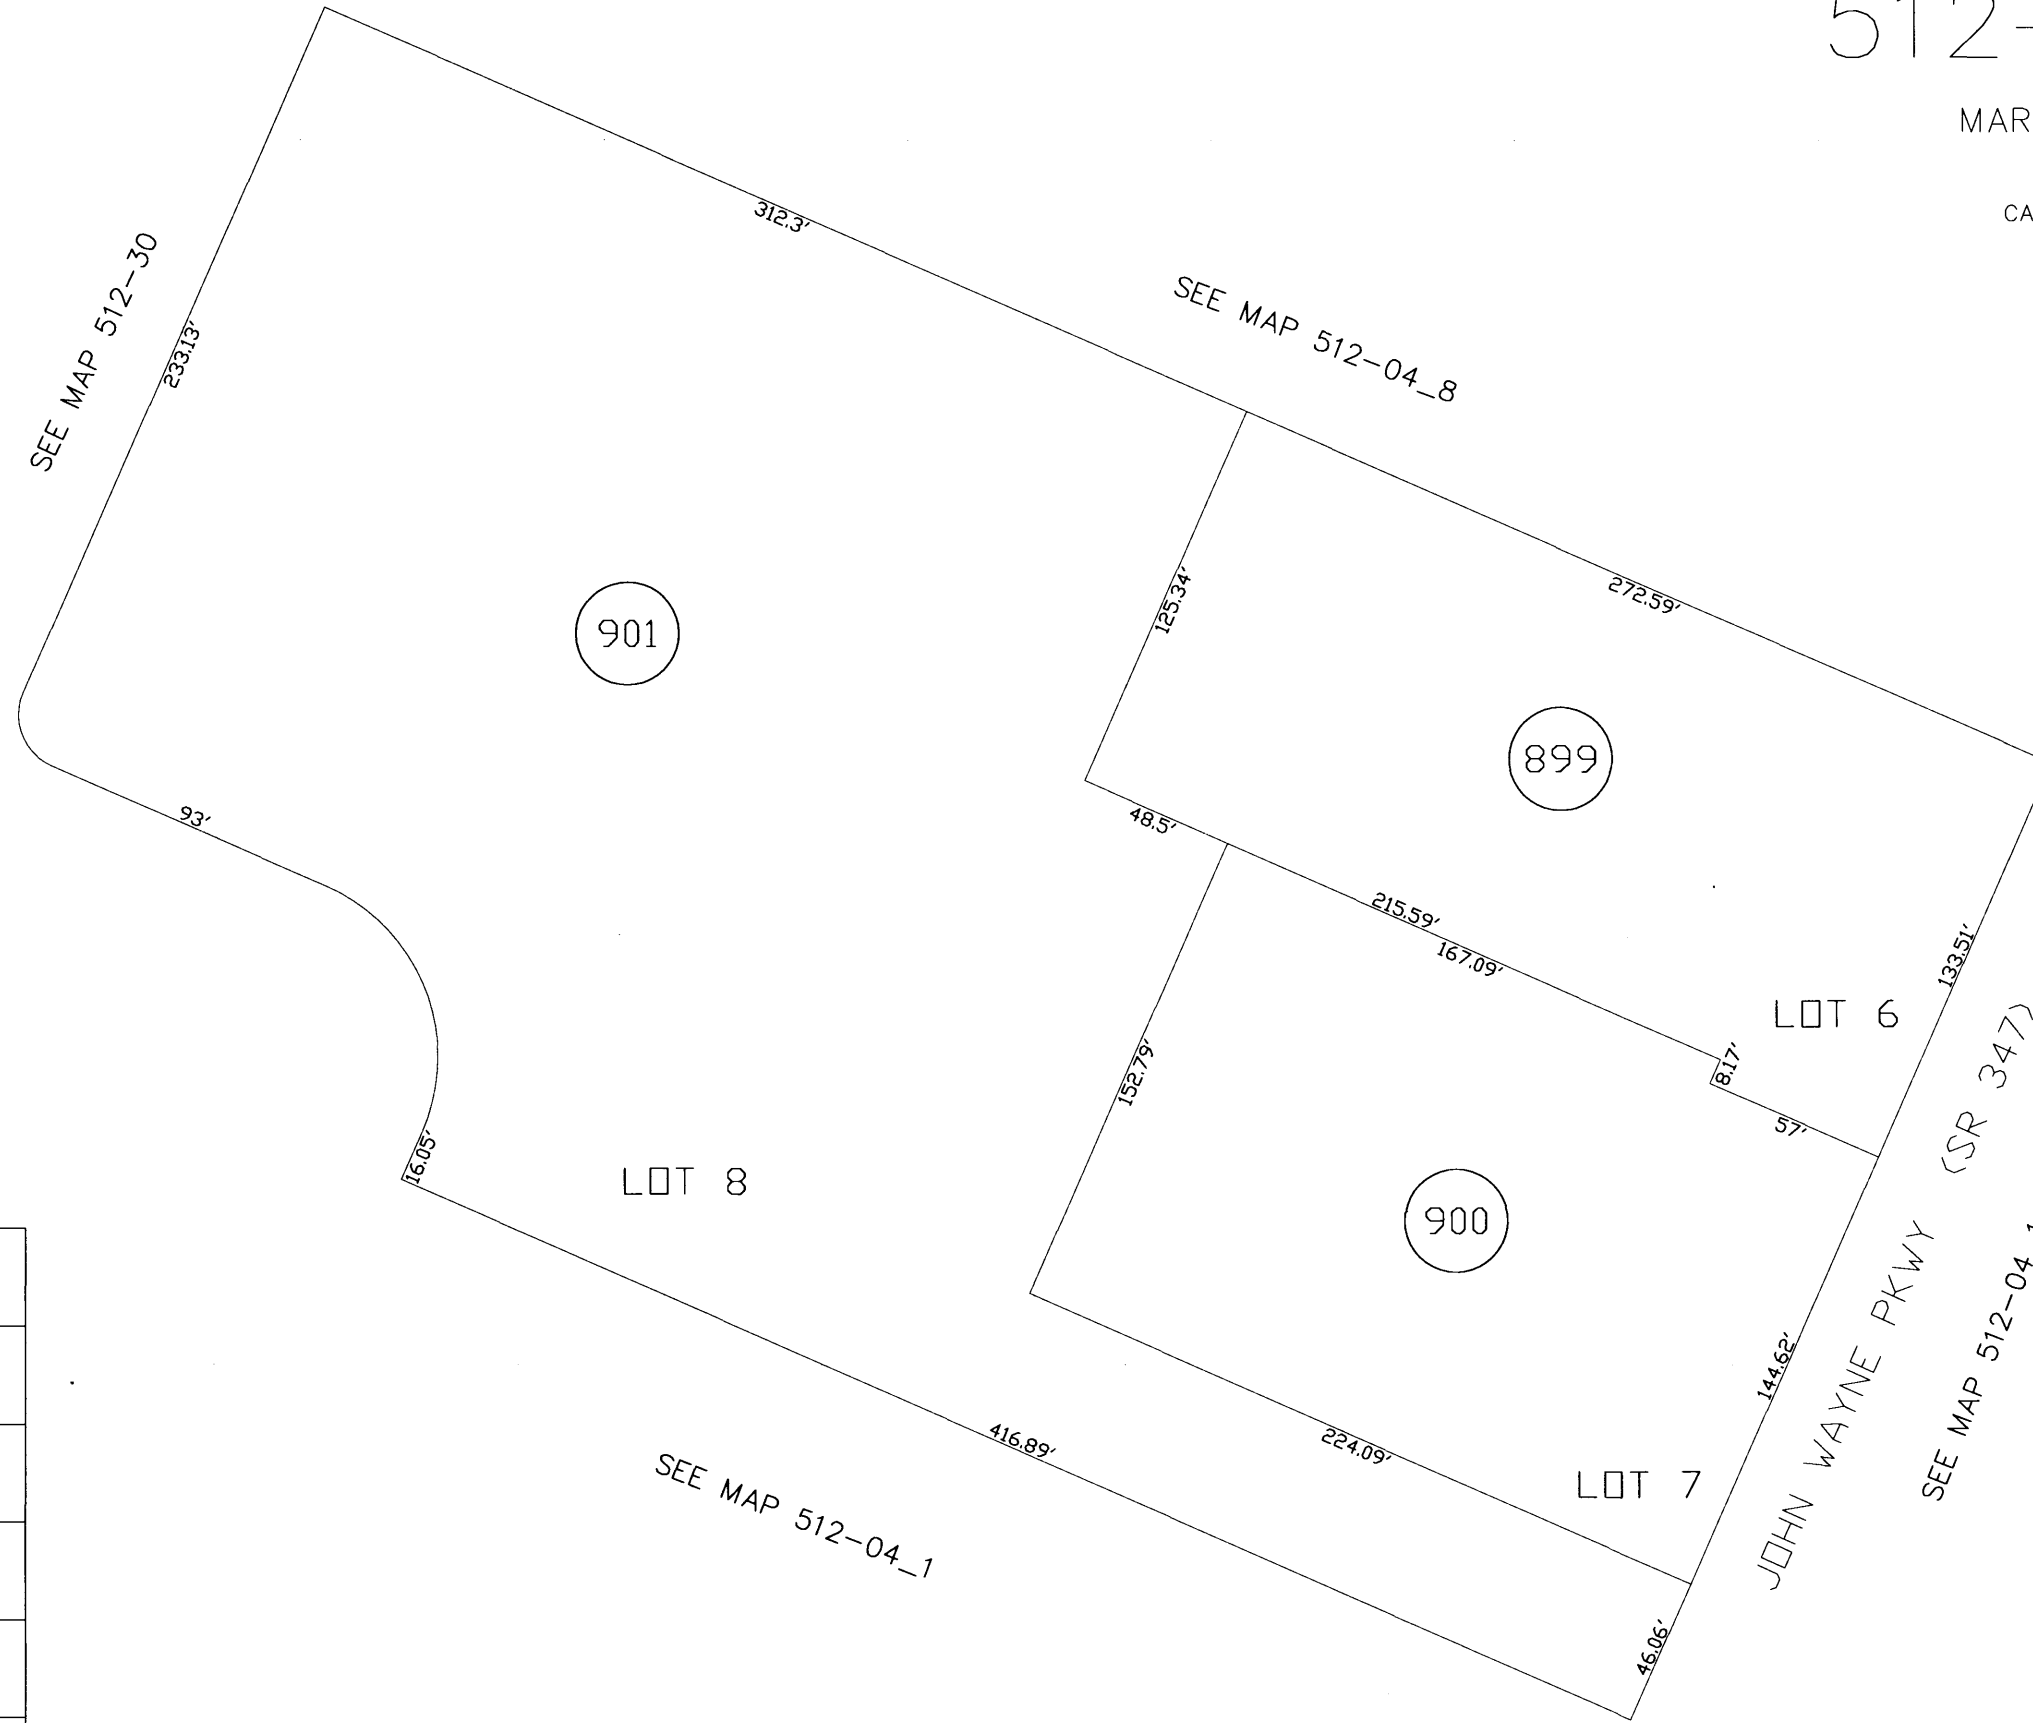 512-
MAR
CA
312.3'
SEE MAP 512-30
233.13'
SEE MAP 512-04_8
125.34'
272.59'
901
899
93'
48.5'
215.59'
167.09'
133.51'
LOT 6
8.17'
57'
152.79'
16.05'
LOT 8
900
JOHN WAYNE PKWY (SR 347)
SEE MAP 512-04_1
144.62'
416.89'
224.09'
SEE MAP 512-04_1
LOT 7
46.06'